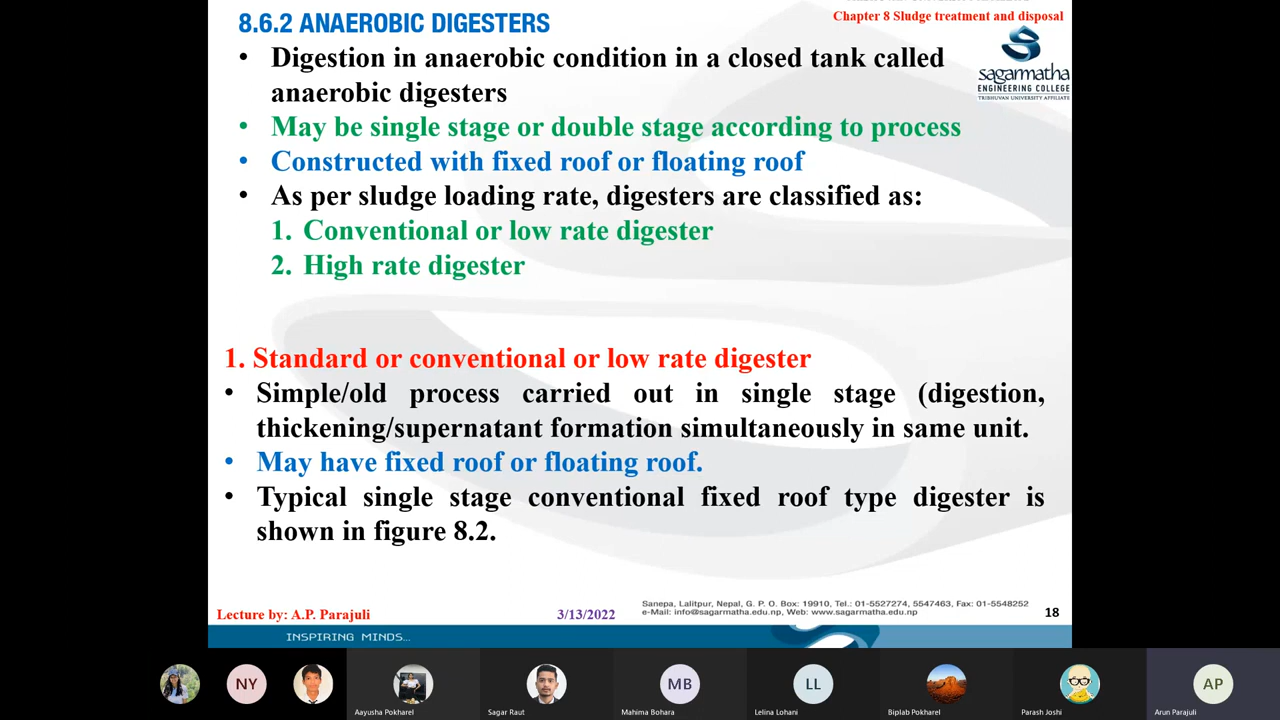 8.6.2 ANAEROBIC DIGESTERS
Chapter 8 Sludge treatment and disposal
sagarmatha
ENGINEERING COLLEGE
TRIBHUVAN UNIVERSITY AFFILIATE
• Digestion in anaerobic condition in a closed tank called
anaerobic digesters
• May be single stage or double stage according to process
• Constructed with fixed roof or floating roof
• As per sludge loading rate, digesters are classified as:
1. Conventional or low rate digester
2. High rate digester
1. Standard or conventional or low rate digester
• Simple/old process carried out in single stage (digestion,
thickening/supernatant formation simultaneously in same unit.
• May have fixed roof or floating roof.
• Typical single stage conventional fixed roof type digester is
shown in figure 8.2.
Lecture by: A.P. Parajuli
3/13/2022
Sanepa, Lalitpur, Nepal, G. P. O. Box: 19910, Tel.: 01-5527274, 5547463, Fax: 01-5548252
e-Mail: info@sagarmatha.edu.np, Web: www.sagarmatha.edu.np
18
INSPIRING MINDS...
NY
MB
LL
AP
Aayusha Pokharel
Sagar Raut
Mahima Bohara
Lelina Lohani
Biplab Pokharel
Parash Joshi
Arun Parajuli